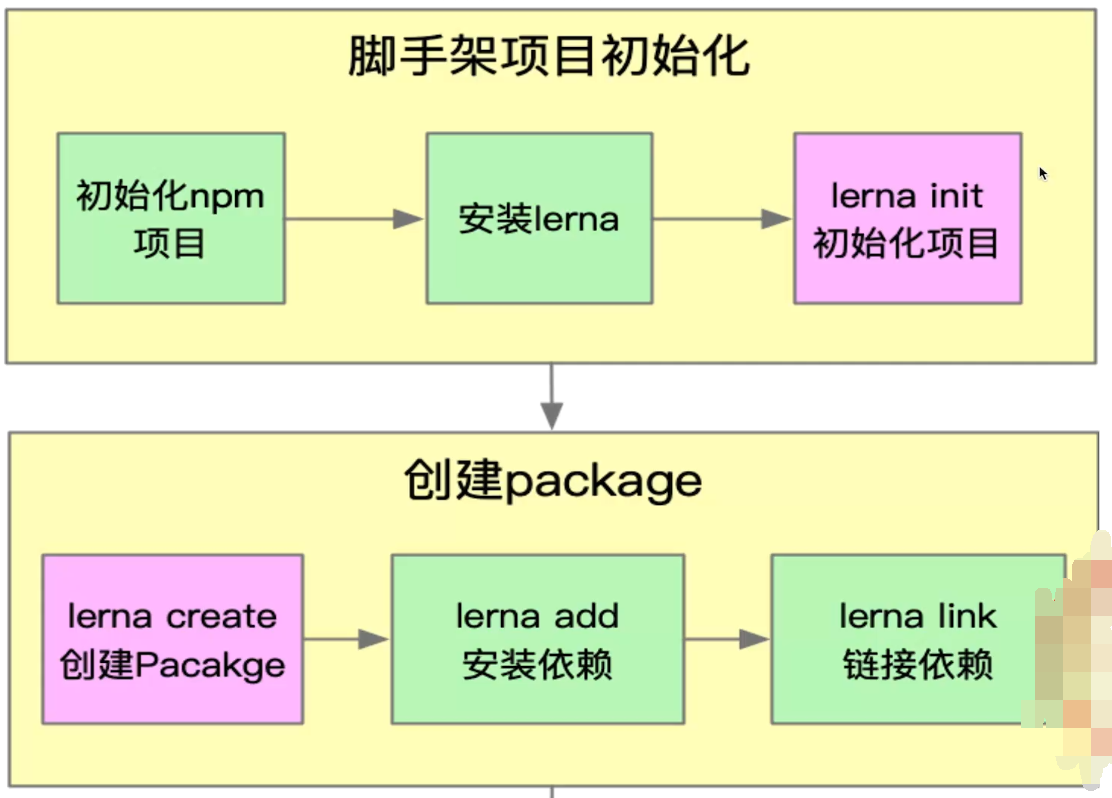 脚手架项目初始化
初始化npm
项目
安装lerna
lerna init
初始化项目
创建package
lerna create
创建Pacakge
lerna add
安装依赖
lerna link
链接依赖